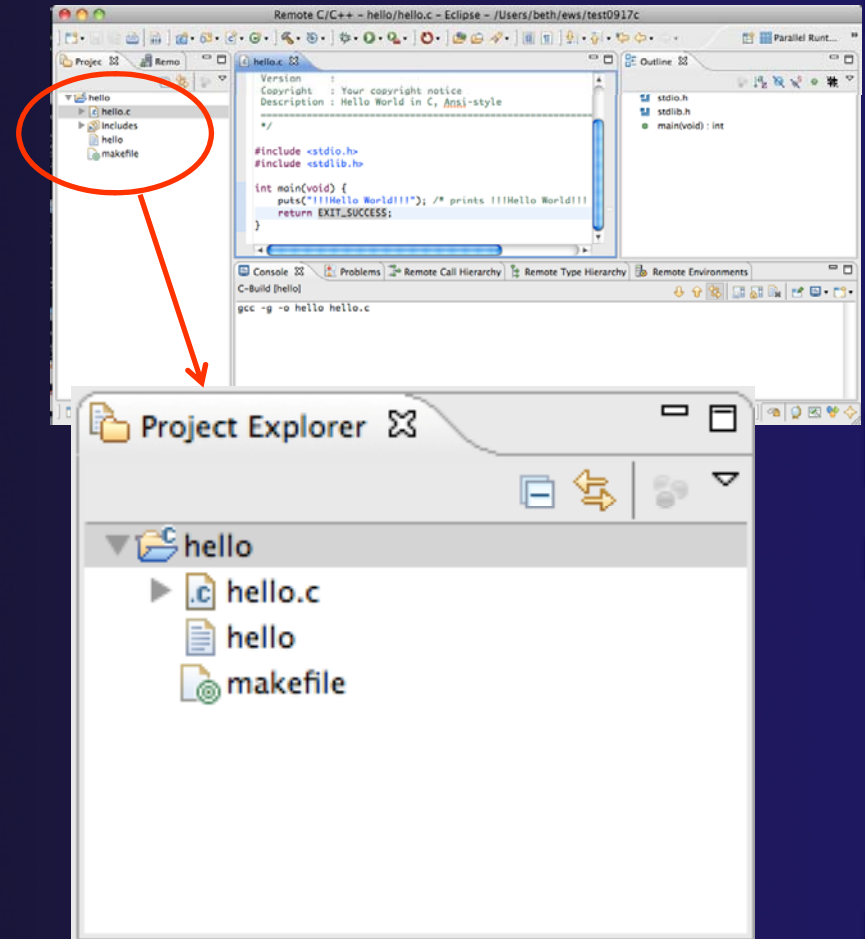 Remote C/C++ - hello/hello.c - Eclipse - /Users/beth/ews/test0917c
Parallel Runt...
Projec
Remo
hello
hello.c
Includes
hello
makefile
hello.c
Version     :
Copyright   : Your copyright notice
Description : Hello World in C, Ansi-style
*/
#include <stdio.h>
#include <stdlib.h>
int main(void) {
puts("!!!Hello World!!!"); /* prints !!!Hello World!!!
return EXIT_SUCCESS;
}
Outline
stdio.h
stdlib.h
main(void) : int
Console
Problems
Remote Call Hierarchy
Remote Type Hierarchy
Remote Environments
C-Build [hello]
gcc -g -o hello hello.c
Project Explorer
hello
hello.c
hello
makefile